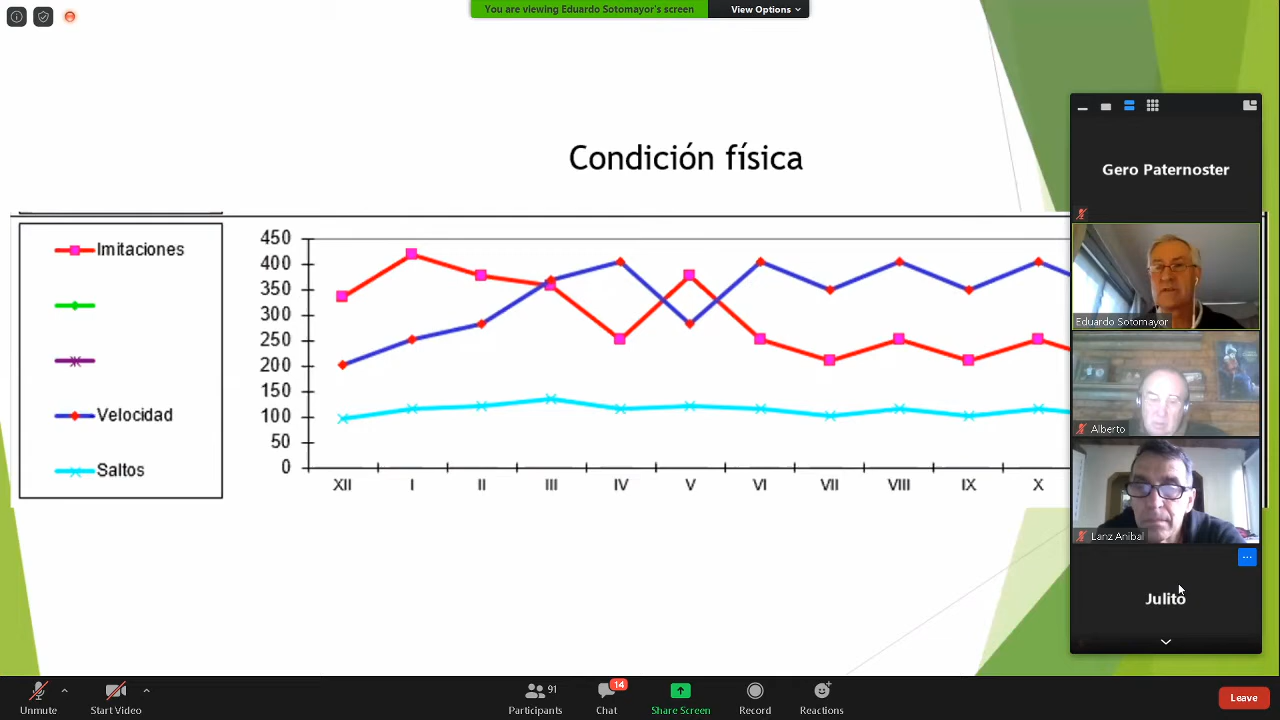 You are viewing Eduardo Sotomayor's screen
View Options
Condición física
Gero Paternoster
Eduardo Sotomayor
Alberto
Lanz Anibal
Julito
Imitaciones
Velocidad
Saltos
450
400
350
300
250
200
150
100
50
0
XII I II III IV V VI VII VIII IX X
Unmute
Start Video
91
Participants
14
Chat
Share Screen
Record
Reactions
Leave